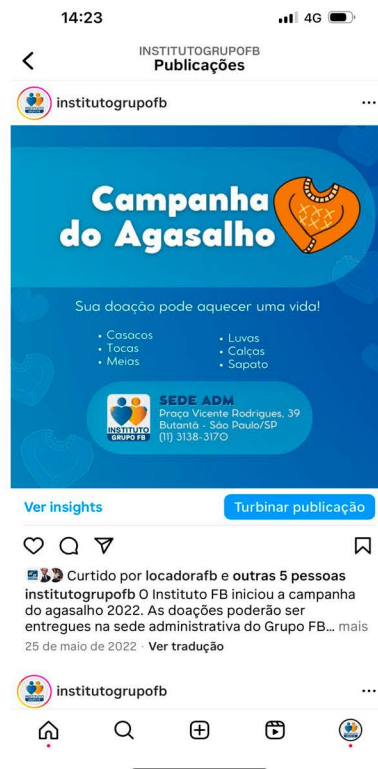 14:23
4G
INSTITUTOGRUPOFB
Publicações
institutogrupofb
Campanha
do Agasalho
Sua doação pode aquecer uma vida!
• Casacos
• Tocas
• Meias
• Luvas
• Calças
• Sapato
INSTITUTO
GRUPO FB
SEDE ADM
Praça Vicente Rodrigues, 39
Butantã - São Paulo/SP
(11) 3138-3170
Ver insights
Turbinar publicação
Curtido por locadorafb e outras 5 pessoas
institutogrupofb O Instituto FB iniciou a campanha
do agasalho 2022. As doações poderão ser
entregues na sede administrativa do Grupo FB... mais
25 de maio de 2022 · Ver tradução
institutogrupofb